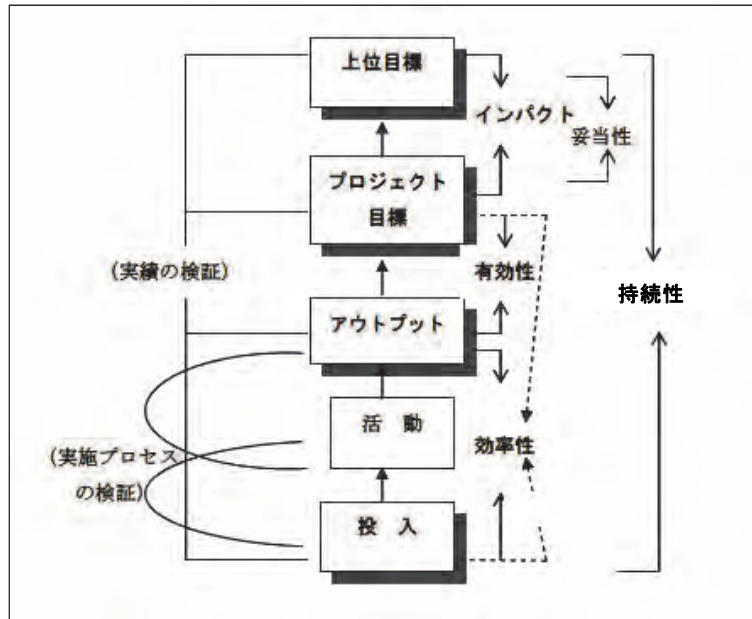 上位目標
インパクト
妥当性
プロジェクト
目標
(実績の検証)
有効性
持続性
アウトプット
活 動
(実施プロセス
の検証)
効率性
投 入